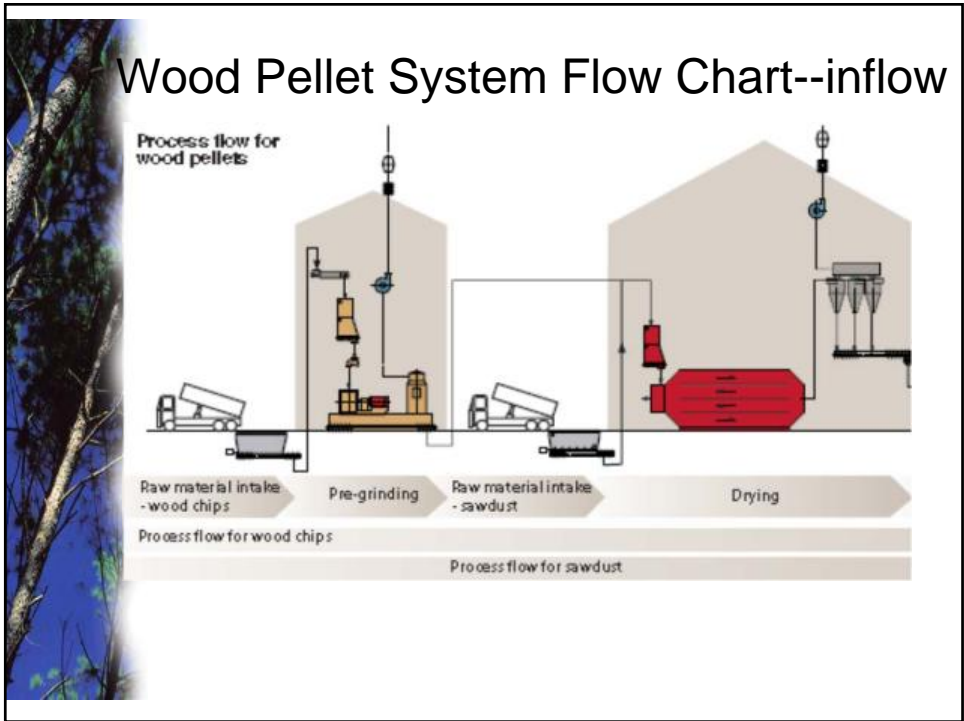 Wood Pellet System Flow Chart--inflow
Process flow for
wood pellets
Raw material intake
- wood chips
Pre-grinding
Raw material intake
- sawdust
Drying
Process flow for wood chips
Process flow for sawdust